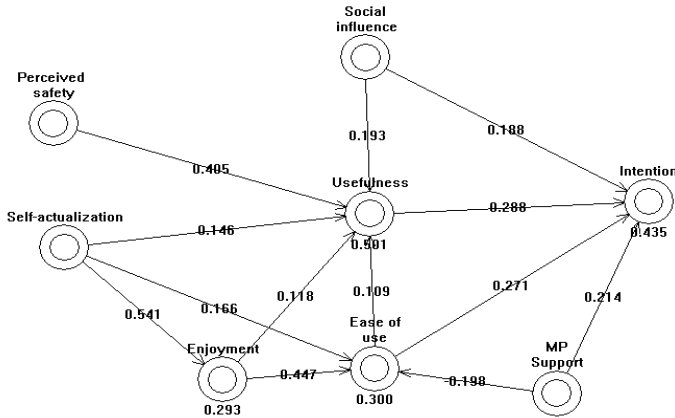 Social
influence
Perceived
safety
0.193
0.188
0.405
Usefulness
Intention
Self-actualization
0.146
0.288
0.501
0.435
0.118
0.109
0.271
0.166
0.541
0.214
Ease of
use
Enjoyment
MP
Support
0.447
-0.198
0.300
0.293